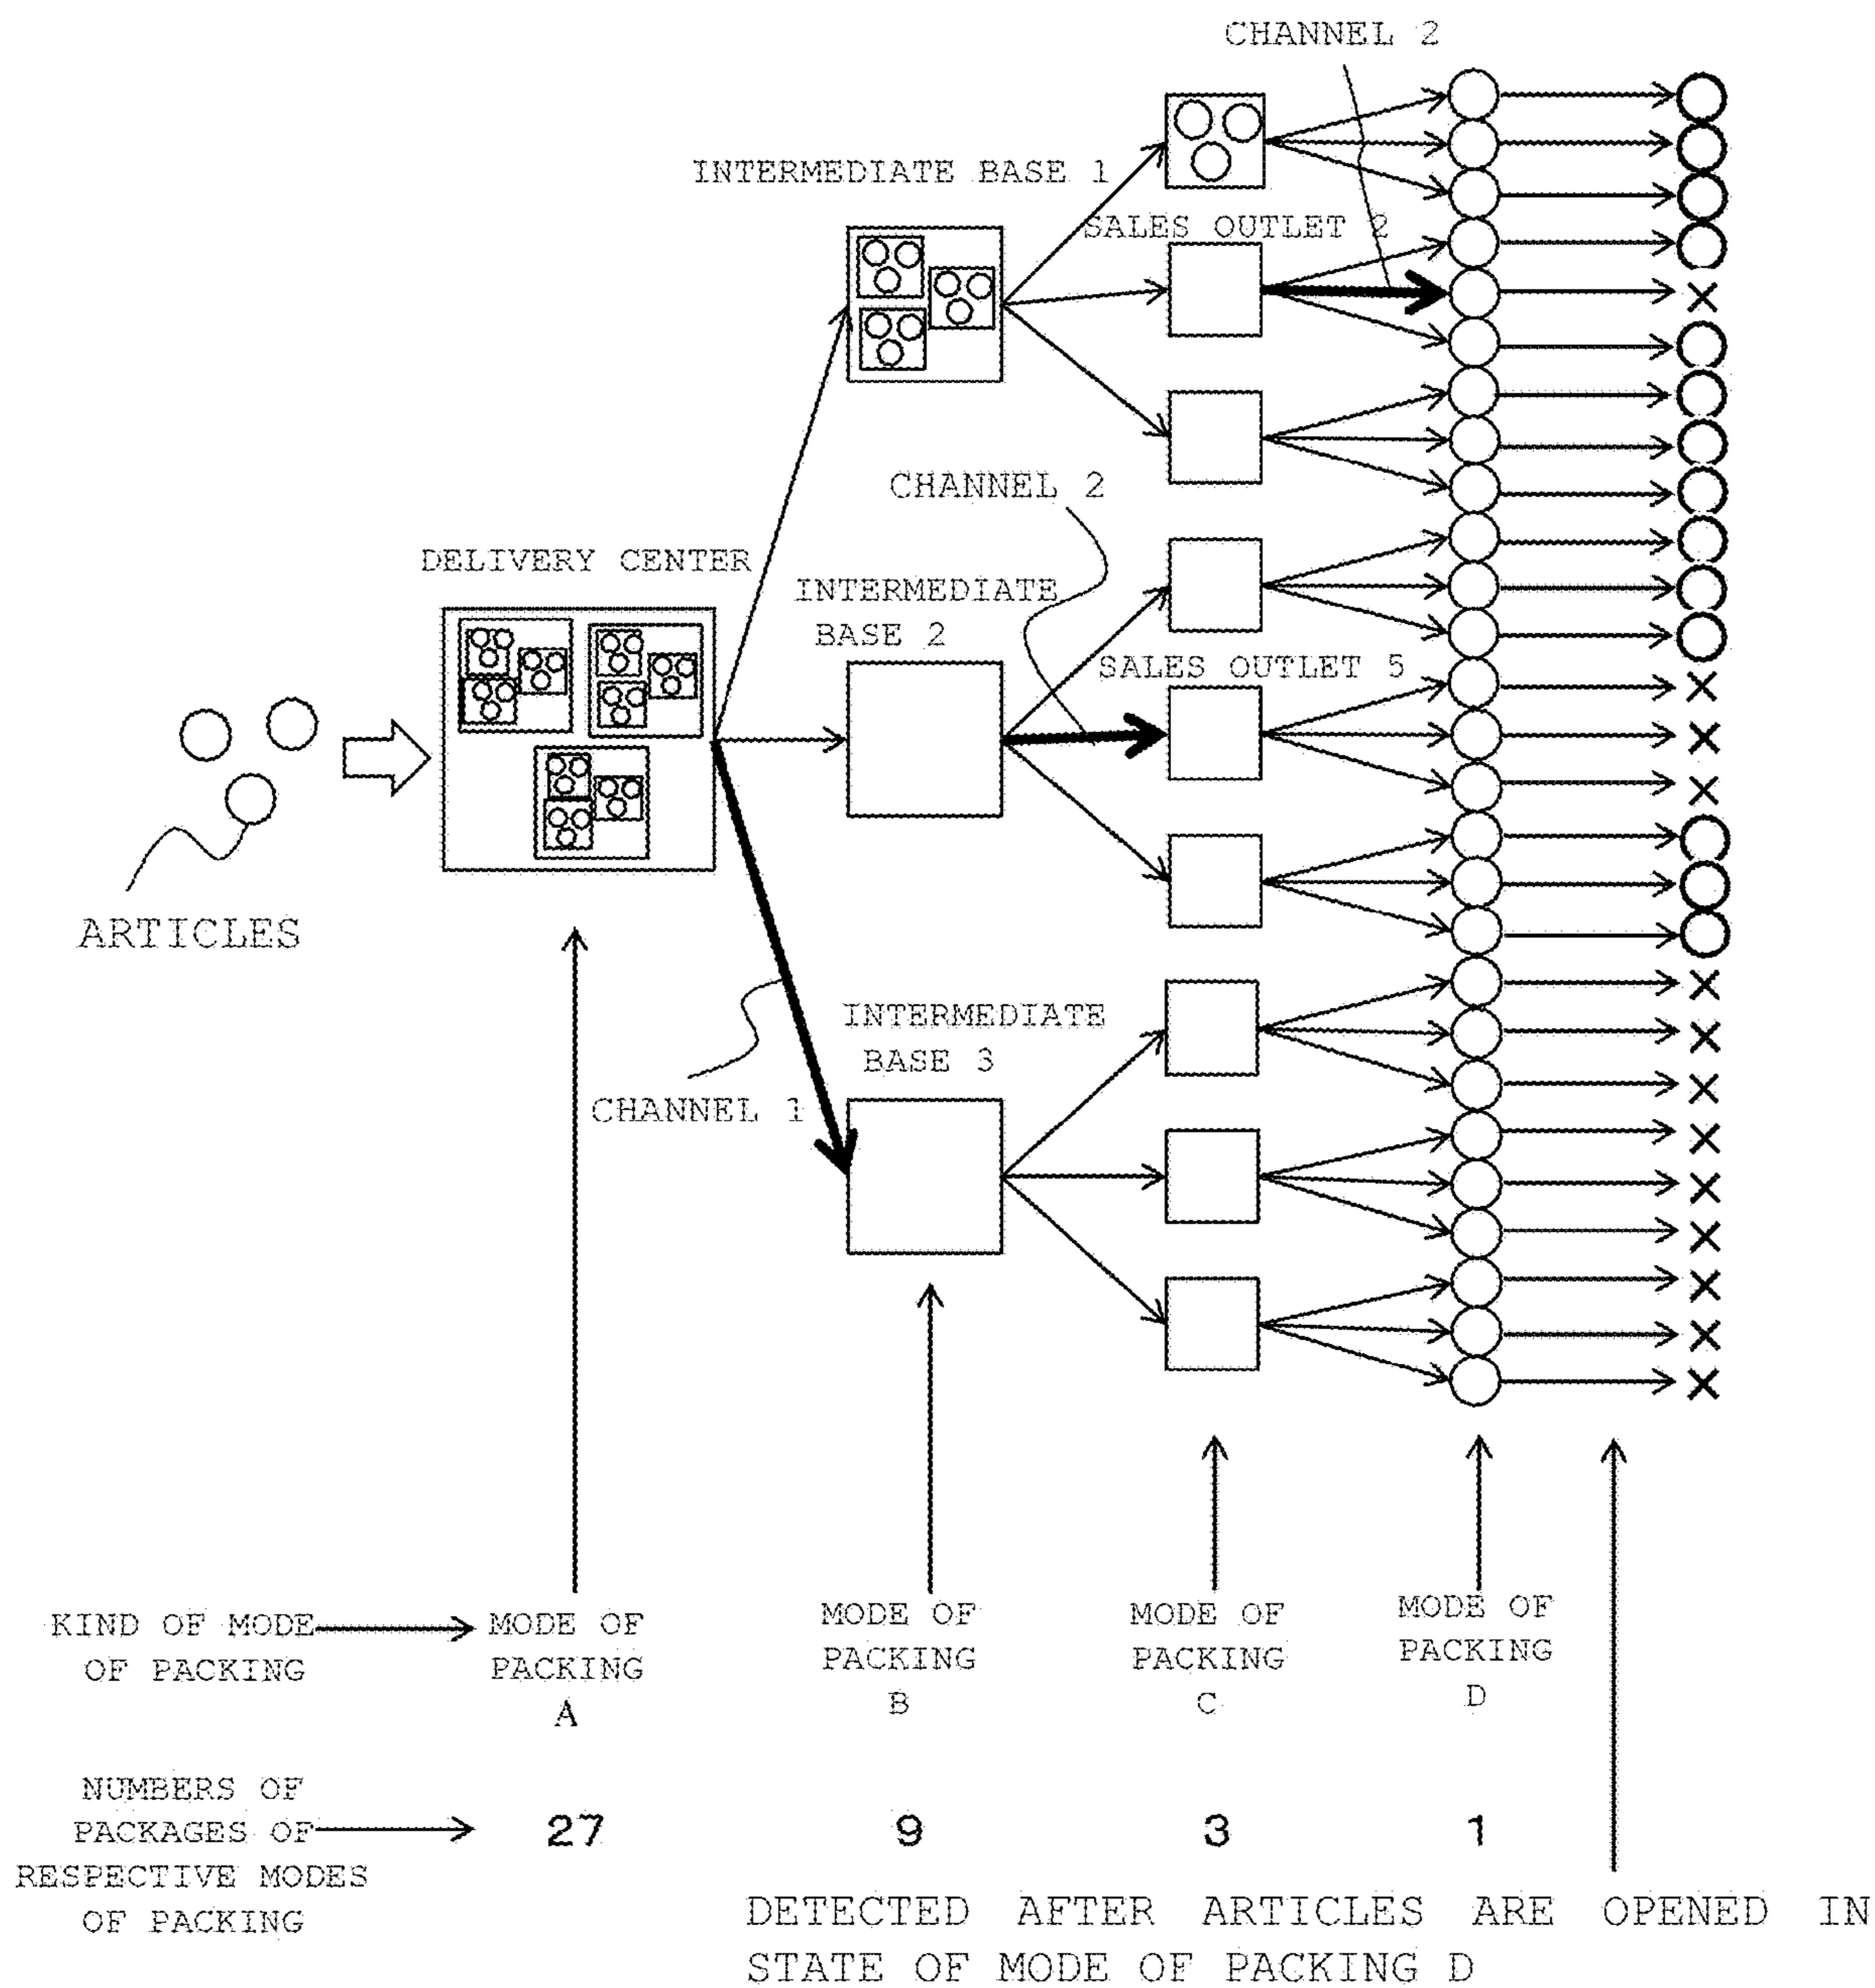 CHANNEL 2
INTERMEDIATE BASE 1
SALES OUTLET 2
CHANNEL 2
DELIVERY CENTER
INTERMEDIATE
BASE 2
SALES OUTLET 5
ARTICLES
INTERMEDIATE
BASE 3
CHANNEL 1
KIND OF MODE
OF PACKING
MODE OF
PACKING
A
MODE OF
PACKING
B
MODE OF
PACKING
C
MODE OF
PACKING
D
NUMBERS OF
PACKAGES OF
RESPECTIVE MODES
OF PACKING
27
9
3
1
DETECTED AFTER ARTICLES ARE OPENED IN
STATE OF MODE OF PACKING D